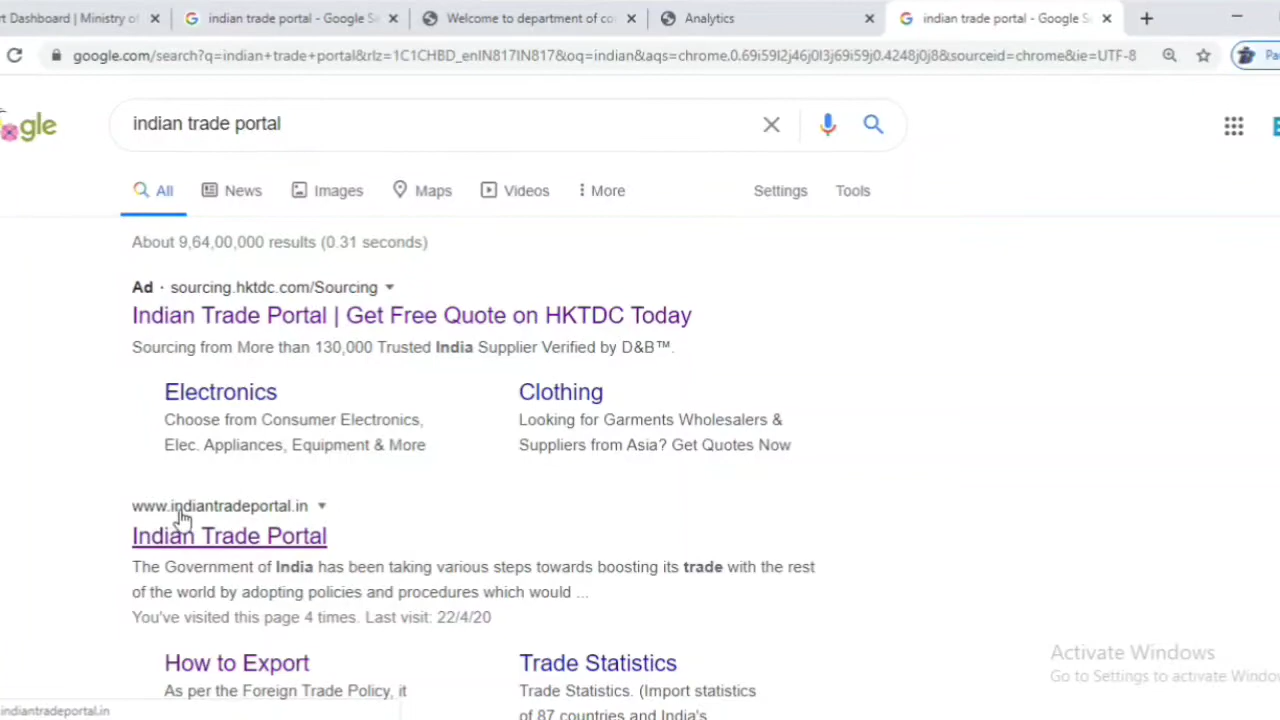 rt Dashboard | Ministry of
indian trade portal - Google Se
Welcome to department of co
Analytics
indian trade portal - Google Se
google.com/search?q=indian+trade+portal&rlz=1C1CHBD_enIN817IN817&oq=indian&aqs=chrome.0.69i59l2j46j0l3j69i59j0.4248j0j8&sourceid=chrome&ie=UTF-8
Pa
gle
indian trade portal
All
News
Images
Maps
Videos
More
Settings
Tools
About 9,64,00,000 results (0.31 seconds)
Ad · sourcing.hktdc.com/Sourcing
Indian Trade Portal | Get Free Quote on HKTDC Today
Sourcing from More than 130,000 Trusted India Supplier Verified by D&B™.
Electronics
Choose from Consumer Electronics,
Elec. Appliances, Equipment & More
Clothing
Looking for Garments Wholesalers &
Suppliers from Asia? Get Quotes Now
www.indiantradeportal.in
Indian Trade Portal
The Government of India has been taking various steps towards boosting its trade with the rest
of the world by adopting policies and procedures which would ...
You've visited this page 4 times. Last visit: 22/4/20
How to Export
As per the Foreign Trade Policy, it
Trade Statistics
Trade Statistics. (Import statistics
of 87 countries and India's
Activate Windows
Go to Settings to activate Windo
indiantradeportal.in